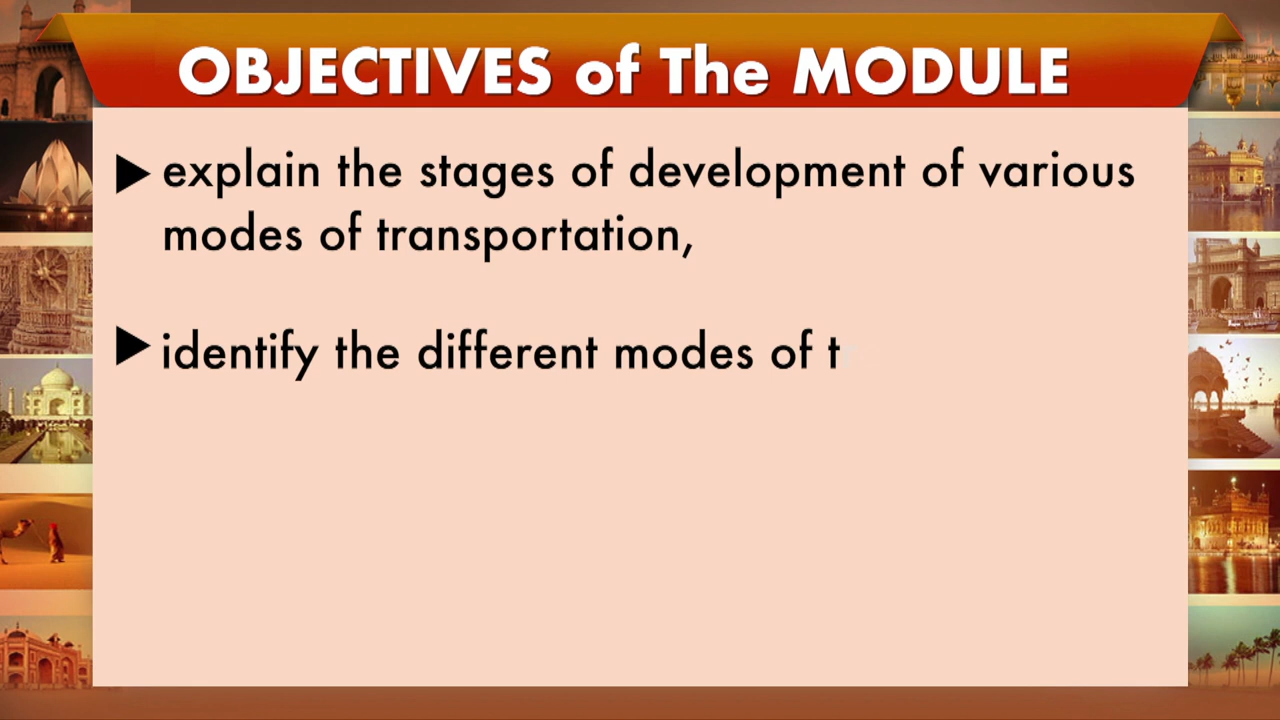 OBJECTIVES of The MODULE
explain the stages of development of various
modes of transportation,
identify the different modes of t